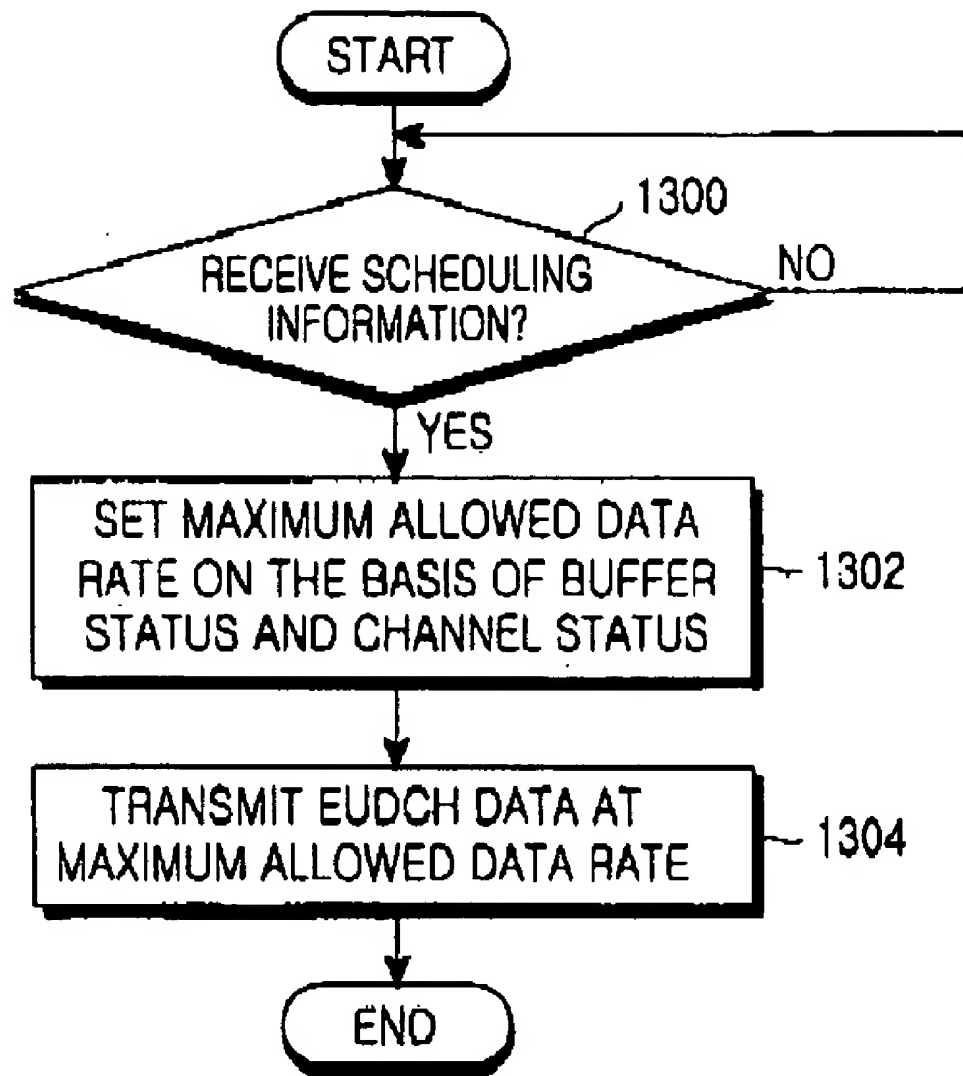 START
1300
RECEIVE SCHEDULING
INFORMATION?
NO
YES
SET MAXIMUM ALLOWED DATA
RATE ON THE BASIS OF BUFFER
STATUS AND CHANNEL STATUS
1302
TRANSMIT EUDCH DATA AT
MAXIMUM ALLOWED DATA RATE
1304
END